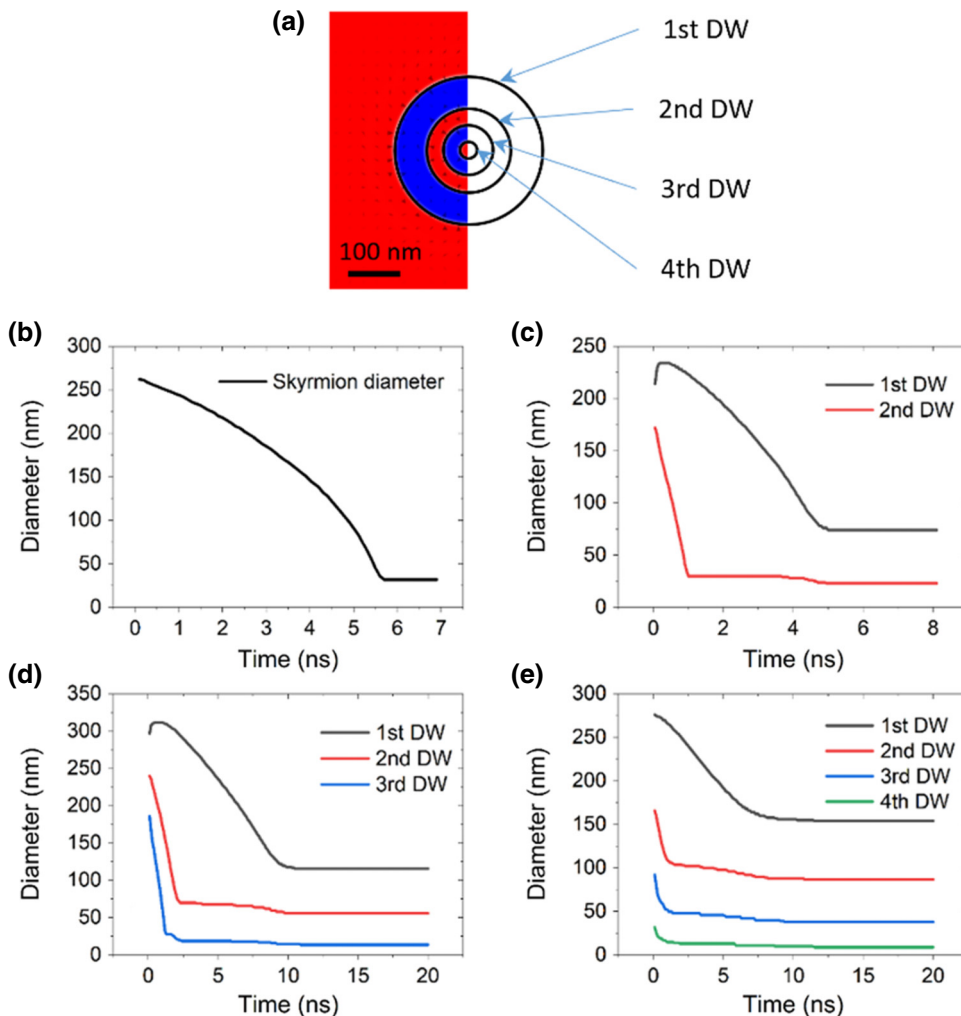 (a)
1st DW
2nd DW
3rd DW
4th DW
100 nm
(b)
300
250
200
150
100
50
0
Diameter (nm)
Skyrmion diameter
0 1 2 3 4 5 6 7
Time (ns)
(c)
250
200
150
100
50
0
Diameter (nm)
1st DW
2nd DW
0 2 4 6 8
Time (ns)
(d)
350
300
250
200
150
100
50
0
Diameter (nm)
1st DW
2nd DW
3rd DW
0 5 10 15 20
Time (ns)
(e)
300
250
200
150
100
50
0
Diameter (nm)
1st DW
2nd DW
3rd DW
4th DW
0 5 10 15 20
Time (ns)